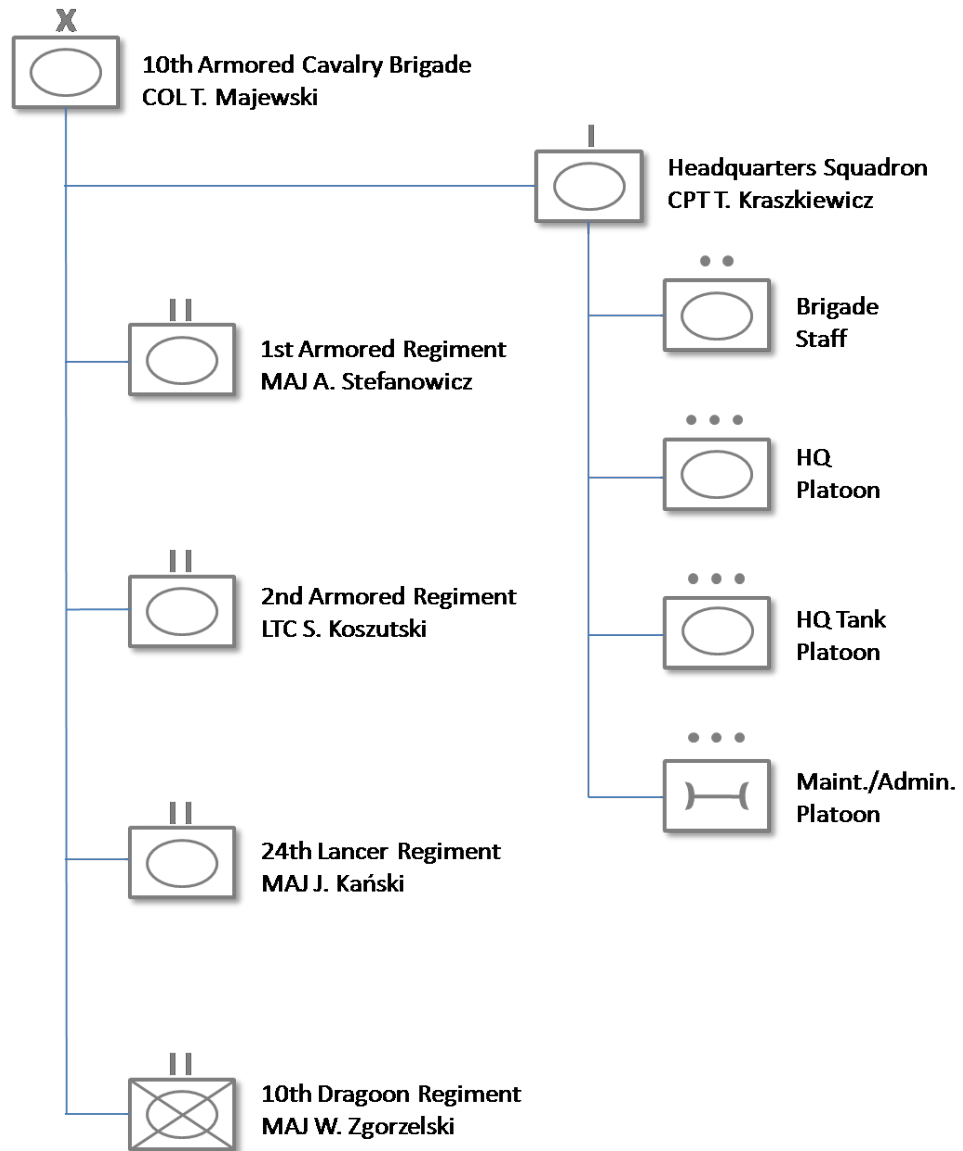 10th Armored Cavalry Brigade
COL T. Majewski
Headquarters Squadron
CPT T. Kraszkiewicz
Brigade
Staff
1st Armored Regiment
MAJ A. Stefanowicz
HQ
Platoon
2nd Armored Regiment
LTC S. Koszutski
HQ Tank
Platoon
Maint./Admin.
Platoon
24th Lancer Regiment
MAJ J. Kański
10th Dragoon Regiment
MAJ W. Zgorzelski